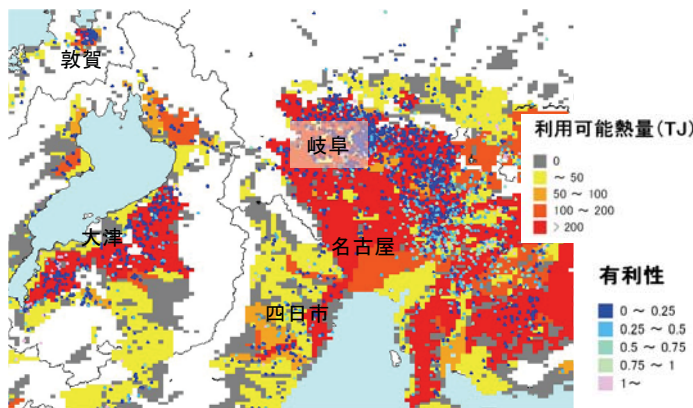 敦賀
岐阜
大津
名古屋
四日市
利用可能熱量(TJ)
0
～ 50
50 ～ 100
100 ～ 200
> 200
有利性
0 ～ 0.25
0.25 ～ 0.5
0.5 ～ 0.75
0.75 ～ 1
1～